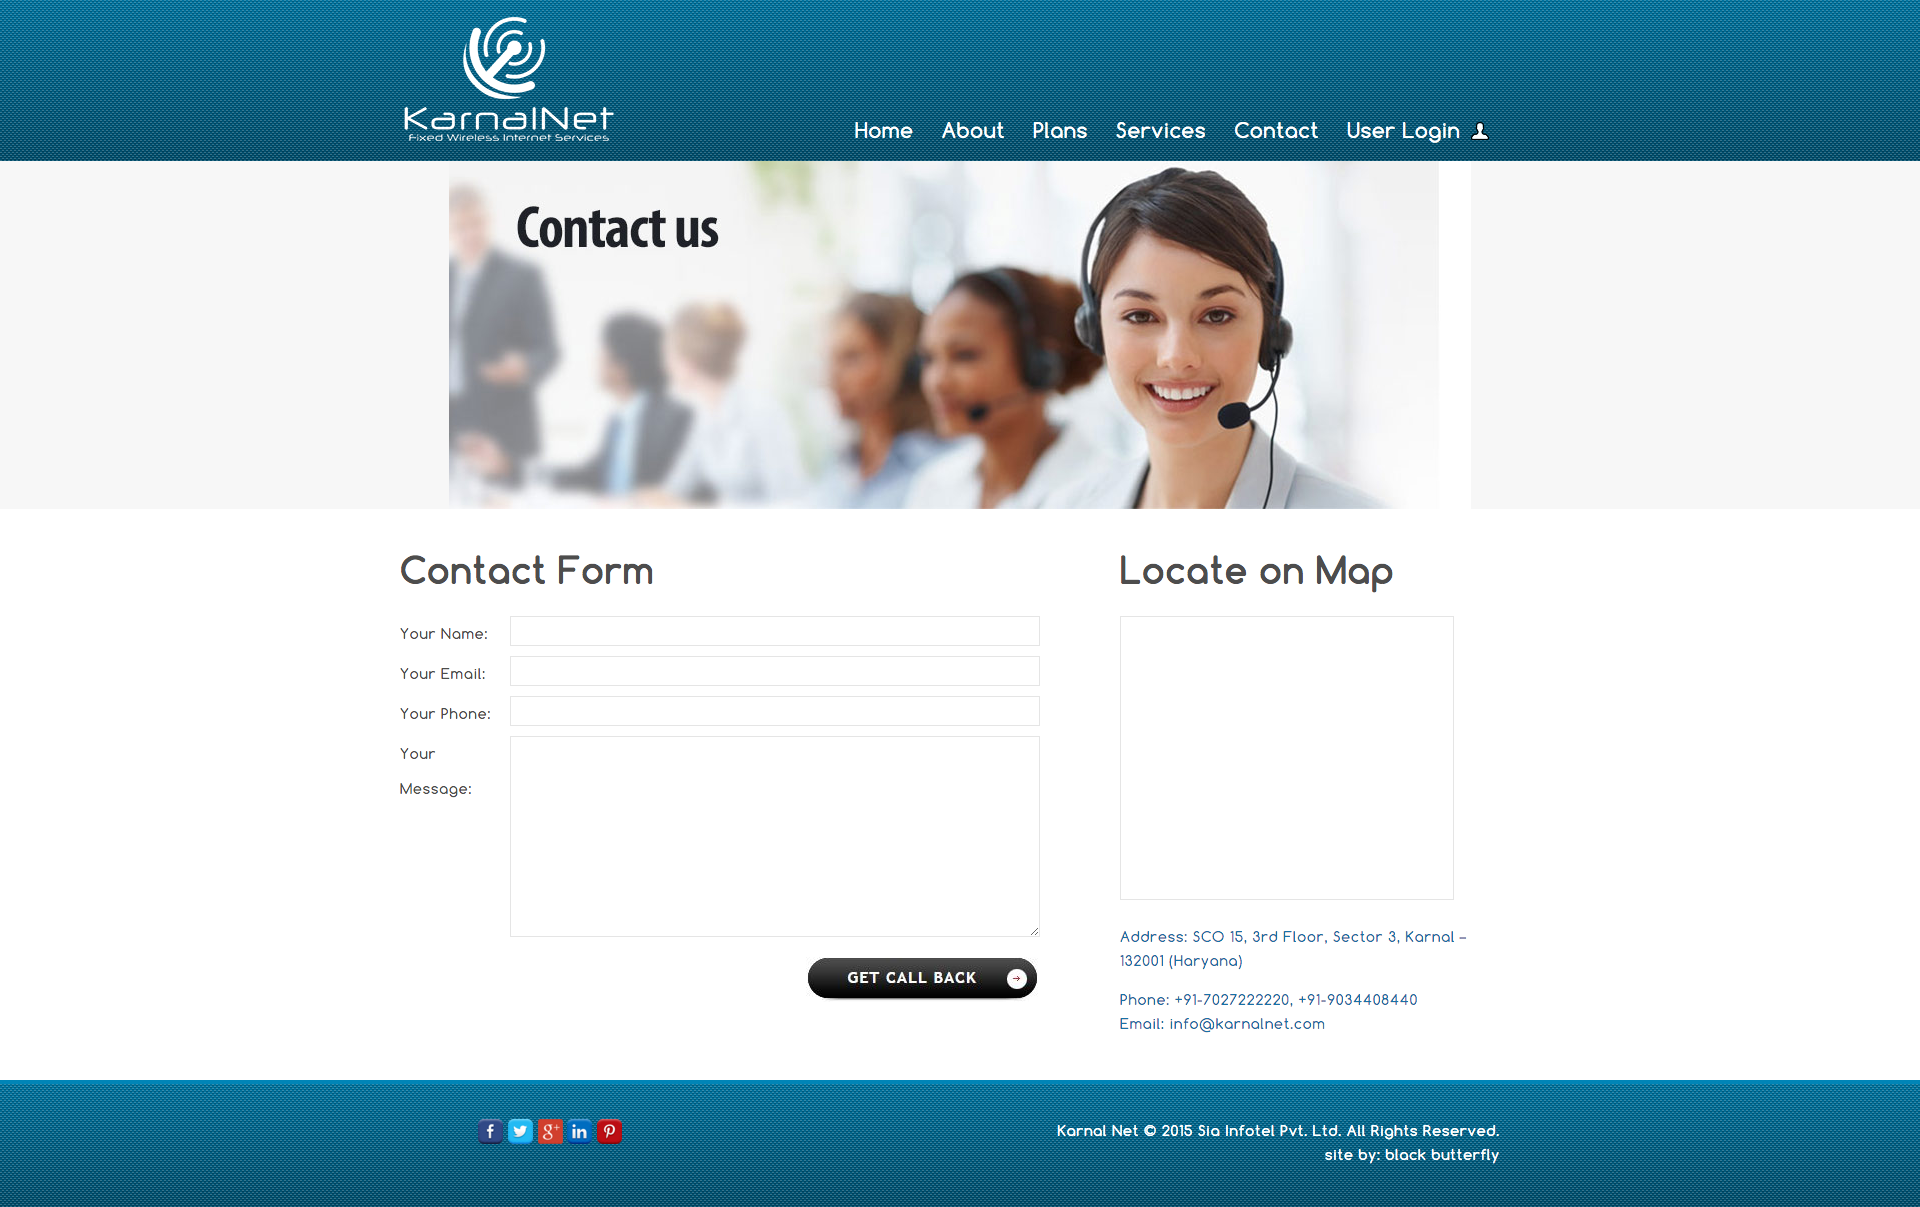 KarnalNet
Fixed Wireless Internet Services
Home About Plans Services Contact User Login
Contact us
Contact Form
Your Name:
Your Email:
Your Phone:
Your
Message:
GET CALL BACK
Locate on Map
Address: SCO 15, 3rd Floor, Sector 3, Karnal –
132001 (Haryana)
Phone: +91-7027222220, +91-9034408440
Email: info@karnalnet.com
Karnal Net © 2015 Sia Infotel Pvt. Ltd. All Rights Reserved.
site by: black butterfly